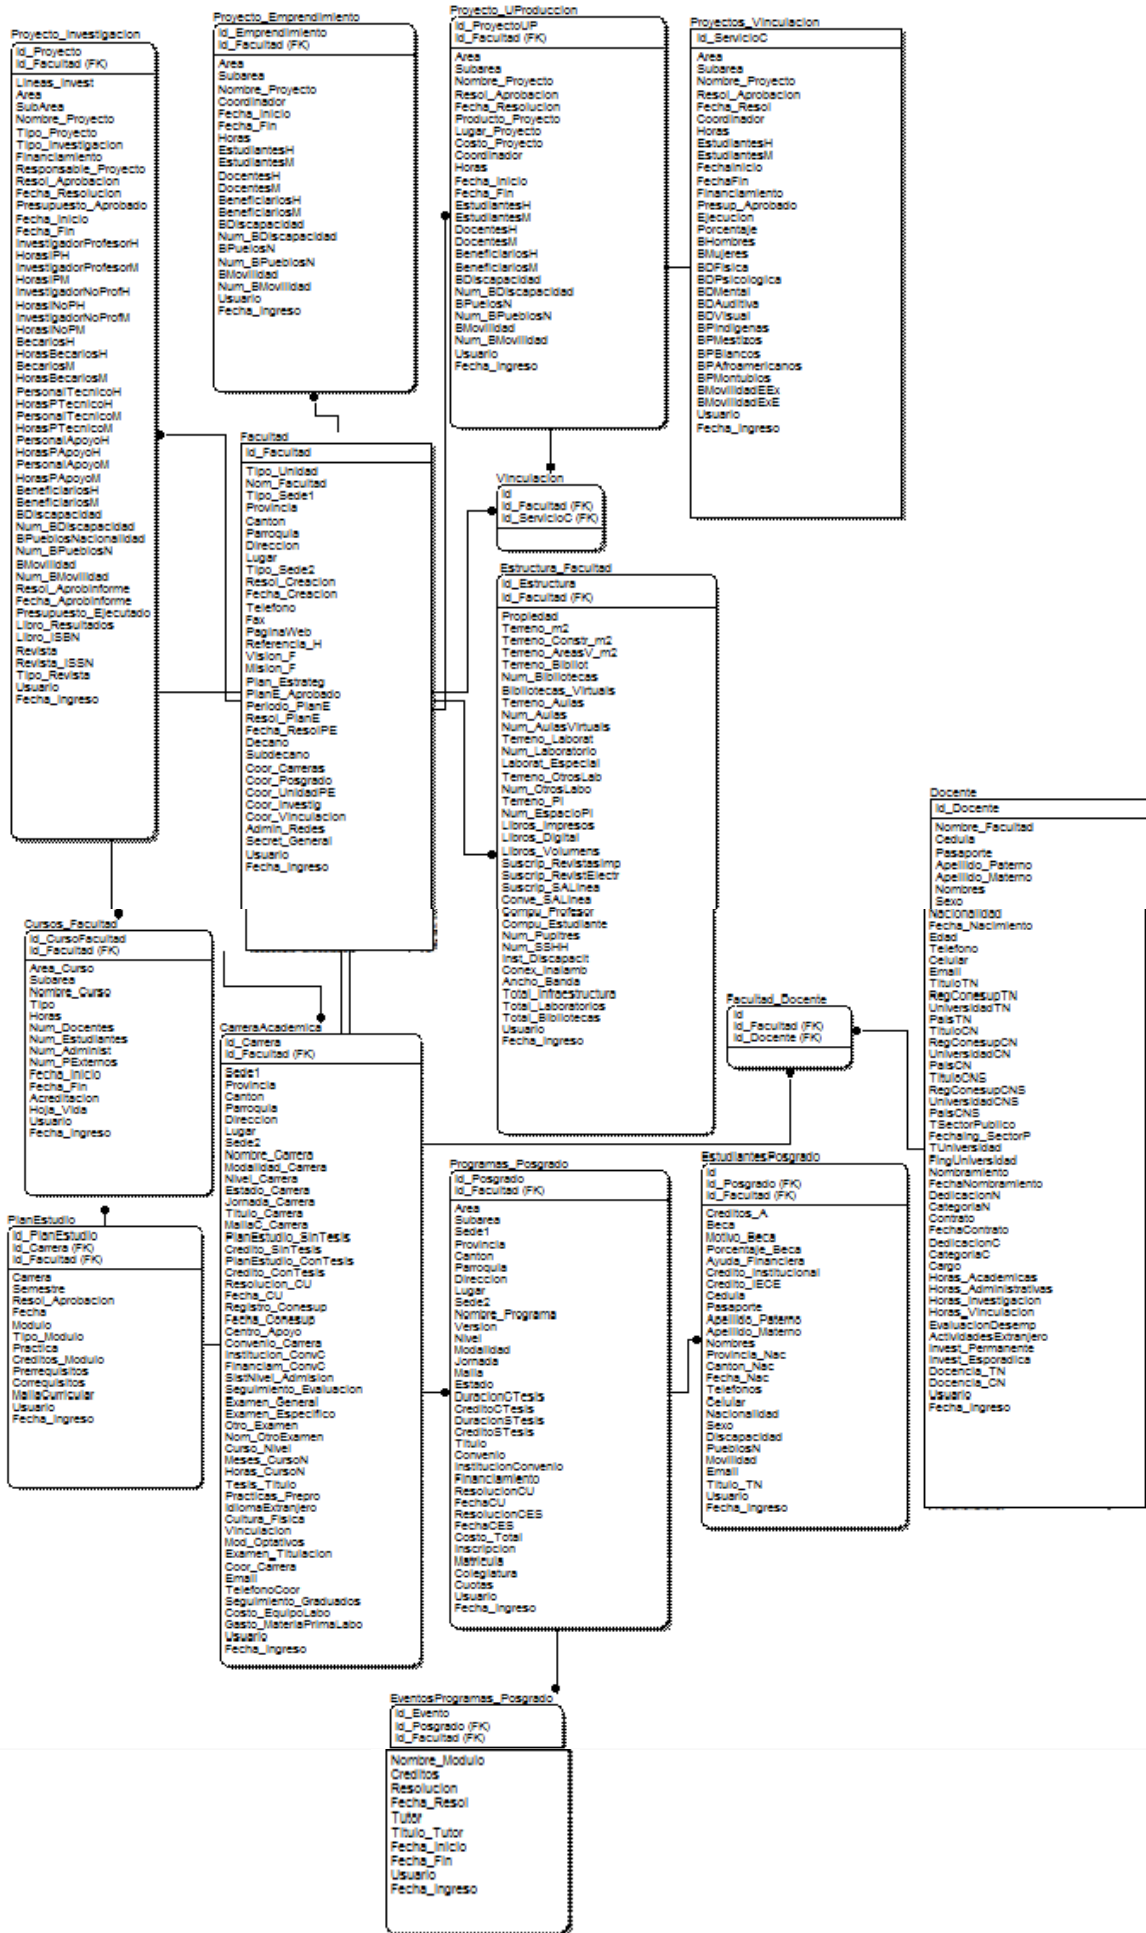 Proyecto_Investigacion
Id_Proyecto
Id_Facultad (FK)
Lineas_Invest
Area
SubArea
Nombre_Proyecto
Tipo_Proyecto
Tipo_Investigacion
Financiamiento
Responsable_Proyecto
Resol_Aprobacion
Fecha_Resolucion
Presupuesto_Aprobado
Fecha_Inicio
Fecha_Fin
InvestigadorProfesorH
HorasIPH
InvestigadorProfesorM
HorasIPM
InvestigadorNoProfH
HorasINoPH
InvestigadorNoProfM
HorasINoPM
BecariosH
HorasBecariosH
BecariosM
HorasBecariosM
PersonalTecnicoH
HorasPTecnicoH
PersonalTecnicoM
HorasPTecnicoM
PersonalApoyoH
HorasPApoyoH
PersonalApoyoM
HorasPApoyoM
BeneficiariosH
BeneficiariosM
BDiscapacidad
Num_BDiscapacidad
BPueblosNacionalidad
Num_BPueblosN
BMovilidad
Num_BMovilidad
Resol_AprobInforme
Fecha_AprobInforme
Presupuesto_Ejecutado
Libro_Resultados
Libro_ISBN
Revista
Revista_ISSN
Tipo_Revista
Usuario
Fecha_Ingreso
Proyecto_Emprendimiento
Id_Emprendimiento
Id_Facultad (FK)
Area
Subarea
Nombre_Proyecto
Coordinador
Fecha_Inicio
Fecha_Fin
Horas
EstudiantesH
EstudiantesM
DocentesH
DocentesM
BeneficiariosH
BeneficiariosM
BDiscapacidad
Num_BDiscapacidad
BPuelosN
Num_BPueblosN
BMovilidad
Num_BMovilidad
Usuario
Fecha_Ingreso
Proyecto_UProduccion
Id_ProyectoUP
Id_Facultad (FK)
Area
Subarea
Nombre_Proyecto
Resol_Aprobacion
Fecha_Resolucion
Producto_Proyecto
Lugar_Proyecto
Costo_Proyecto
Coordinador
Horas
Fecha_Inicio
Fecha_Fin
EstudiantesH
EstudiantesM
DocentesH
DocentesM
BeneficiariosH
BeneficiariosM
BDiscapacidad
Num_BDiscapacidad
BPuelosN
Num_BPueblosN
BMovilidad
Num_BMovilidad
Usuario
Fecha_Ingreso
Proyectos_Vinculacion
Id_ServicioC
Area
Subarea
Nombre_Proyecto
Resol_Aprobacion
Fecha_Resol
Coordinador
Horas
EstudiantesH
EstudiantesM
FechaInicio
FechaFin
Financiamiento
Presup_Aprobado
Ejecucion
Porcentaje
BHombres
BMujeres
BDFisica
BDPsicologica
BDMental
BDAuditiva
BDVisual
BPIndigenas
BPMestizos
BPBlancos
BPAfroamericanos
BPMontubios
BMovilidadEEx
BMovilidadExE
Usuario
Fecha_Ingreso
Facultad
Id_Facultad
Tipo_Unidad
Nom_Facultad
Tipo_Sede1
Provincia
Canton
Parroquia
Direccion
Lugar
Tipo_Sede2
Resol_Creacion
Fecha_Creacion
Telefono
Fax
PaginaWeb
Referencia_H
Vision_F
Mision_F
Plan_Estrateg
PlanE_Aprobado
Periodo_PlanE
Resol_PlanE
Fecha_ResolPE
Decano
Subdecano
Coor_Carreras
Coor_Posgrado
Coor_UnidadPE
Coor_Investig
Coor_Vinculacion
Admin_Redes
Secret_General
Usuario
Fecha_Ingreso
Vinculacion
Id
Id_Facultad (FK)
Id_ServicioC (FK)
Estructura_Facultad
Id_Estructura
Id_Facultad (FK)
Propiedad
Terreno_m2
Terreno_Constr_m2
Terreno_AreasV_m2
Terreno_Bibliot
Num_Bibliotecas
Bibliotecas_Virtuals
Terreno_Aulas
Num_Aulas
Num_AulasVirtuals
Terreno_Laborat
Num_Laboratorio
Laborat_Especial
Terreno_OtrosLab
Num_OtrosLabo
Terreno_PI
Num_EspacioPI
Libros_Impresos
Libros_Digital
Libros_Volumens
Suscrip_RevistasImp
Suscrip_RevistElectr
Suscrip_SALinea
Conve_SALinea
Compu_Profesor
Compu_Estudiante
Num_Pupitres
Num_SSHH
Inst_Discapacit
Conex_Inalamb
Ancho_Banda
Total_Infraestructura
Total_Laboratorios
Total_Bibliotecas
Usuario
Fecha_Ingreso
Docente
Id_Docente
Nombre_Facultad
Cedula
Pasaporte
Apellido_Paterno
Apellido_Materno
Nombres
Sexo
Nacionalidad
Fecha_Nacimiento
Edad
Telefono
Celular
Email
TituloTN
RegConesupTN
UniversidadTN
PaisTN
TituloCN
RegConesupCN
UniversidadCN
PaisCN
TituloCNS
RegConesupCNS
UniversidadCNS
PaisCNS
TSectorPublico
FechaIng_SectorP
TUniversidad
FIngUniversidad
Nombramiento
FechaNombramiento
DedicacionN
CategoriaN
Contrato
FechaContrato
DedicacionC
CategoriaC
Cargo
Horas_Academicas
Horas_Administrativas
Horas_Investigacion
Horas_Vinculacion
EvaluacionDesemp
ActividadesExtranjero
Invest_Permanente
Invest_Esporadica
Docencia_TN
Docencia_CN
Usuario
Fecha_Ingreso
Cursos_Facultad
Id_CursoFacultad
Id_Facultad (FK)
Area_Curso
Subarea
Nombre_Curso
Tipo
Horas
Num_Docentes
Num_Estudiantes
Num_Administ
Num_PExternos
Fecha_Inicio
Fecha_Fin
Acreditacion
Hoja_Vida
Usuario
Fecha_Ingreso
CarreraAcademica
Id_Carrera
Id_Facultad (FK)
Sede1
Provincia
Canton
Parroquia
Direccion
Lugar
Sede2
Nombre_Carrera
Modalidad_Carrera
Nivel_Carrera
Estado_Carrera
Jornada_Carrera
Titulo_Carrera
MallaC_Carrera
PlanEstudio_SinTesis
Credito_SinTesis
PlanEstudio_ConTesis
Credito_ConTesis
Resolucion_CU
Fecha_CU
Registro_Conesup
Fecha_Conesup
Centro_Apoyo
Convenio_Carrera
Institucion_ConvC
Financiam_ConvC
SistNivel_Admision
Seguimiento_Evaluacion
Examen_General
Examen_Especifico
Otro_Examen
Nom_OtroExamen
Curso_Nivel
Meses_CursoN
Horas_CursoN
Tesis_Titulo
Practicas_Prepro
IdiomaExtranjero
Cultura_Fisica
Vinculacion
Mod_Optativos
Examen_Titulacion
Coor_Carrera
Email
TelefonoCoor
Seguimiento_Graduados
Costo_EquipoLabo
Gasto_MateriaPrimaLabo
Usuario
Fecha_Ingreso
Facultad_Docente
Id
Id_Facultad (FK)
Id_Docente (FK)
PlanEstudio
Id_PlanEstudio
Id_Carrera (FK)
Id_Facultad (FK)
Carrera
Semestre
Resol_Aprobacion
Fecha
Modulo
Tipo_Modulo
Practica
Creditos_Modulo
Prerrequisitos
Correquisitos
MallaCurricular
Usuario
Fecha_Ingreso
Programas_Posgrado
Id_Posgrado
Id_Facultad (FK)
Area
Subarea
Sede1
Provincia
Canton
Parroquia
Direccion
Lugar
Sede2
Nombre_Programa
Version
Nivel
Modalidad
Jornada
Malla
Estado
DuracionCTesis
CreditoCTesis
DuracionSTesis
CreditoSTesis
Titulo
Convenio
InstitucionConvenio
Financiamiento
ResolucionCU
FechaCU
ResolucionCES
FechaCES
Costo_Total
Inscripcion
Matricula
Colegiatura
Cuotas
Usuario
Fecha_Ingreso
EstudiantesPosgrado
Id
Id_Posgrado (FK)
Id_Facultad (FK)
Creditos_A
Beca
Motivo_Beca
Porcentaje_Beca
Ayuda_Financiera
Credito_Institucional
Credito_IECE
Cedula
Pasaporte
Apellido_Paterno
Apellido_Materno
Nombres
Provincia_Nac
Canton_Nac
Fecha_Nac
Telefonos
Celular
Nacionalidad
Sexo
Discapacidad
PueblosN
Movilidad
Email
Titulo_TN
Usuario
Fecha_Ingreso
EventosProgramas_Posgrado
Id_Evento
Id_Posgrado (FK)
Id_Facultad (FK)
Nombre_Modulo
Creditos
Resolucion
Fecha_Resol
Tutor
Titulo_Tutor
Fecha_Inicio
Fecha_Fin
Usuario
Fecha_Ingreso